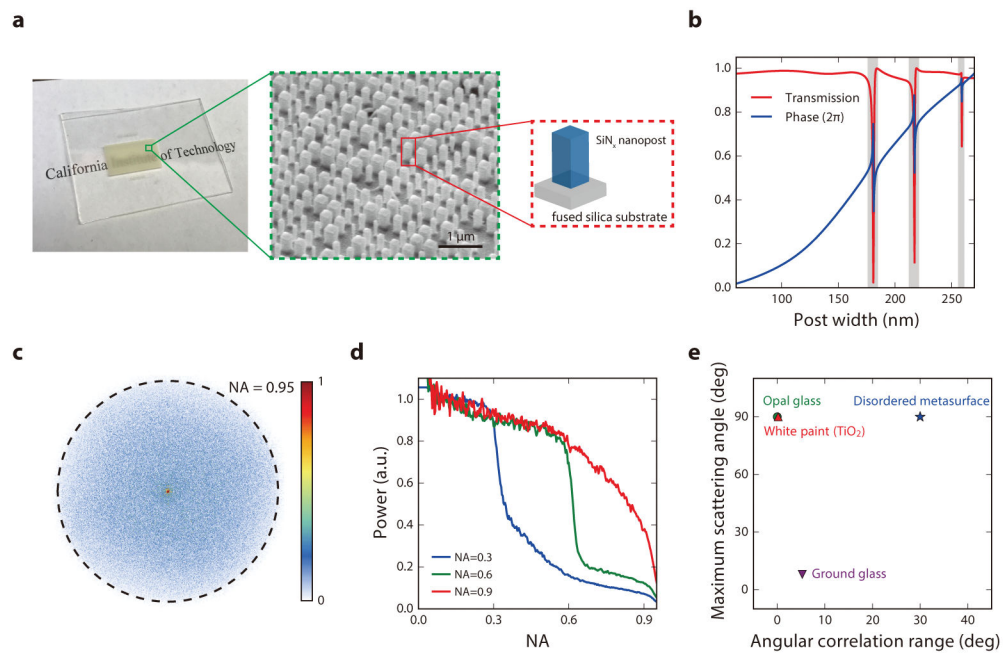 a
California
of Technology
1 μm
SiNₓ nanopost
fused silica substrate
b
1.0
0.8
0.6
0.4
0.2
0.0
Transmission
Phase (2π)
100
150
200
250
Post width (nm)
c
NA = 0.95
1
0
d
Power (a.u.)
1.0
0.8
0.6
0.4
0.2
0.0
NA=0.3
NA=0.6
NA=0.9
0.0
0.3
0.6
0.9
NA
e
Maximum scattering angle (deg)
90
60
30
0
Opal glass
White paint (TiO₂)
Disordered metasurface
Ground glass
0
10
20
30
40
Angular correlation range (deg)